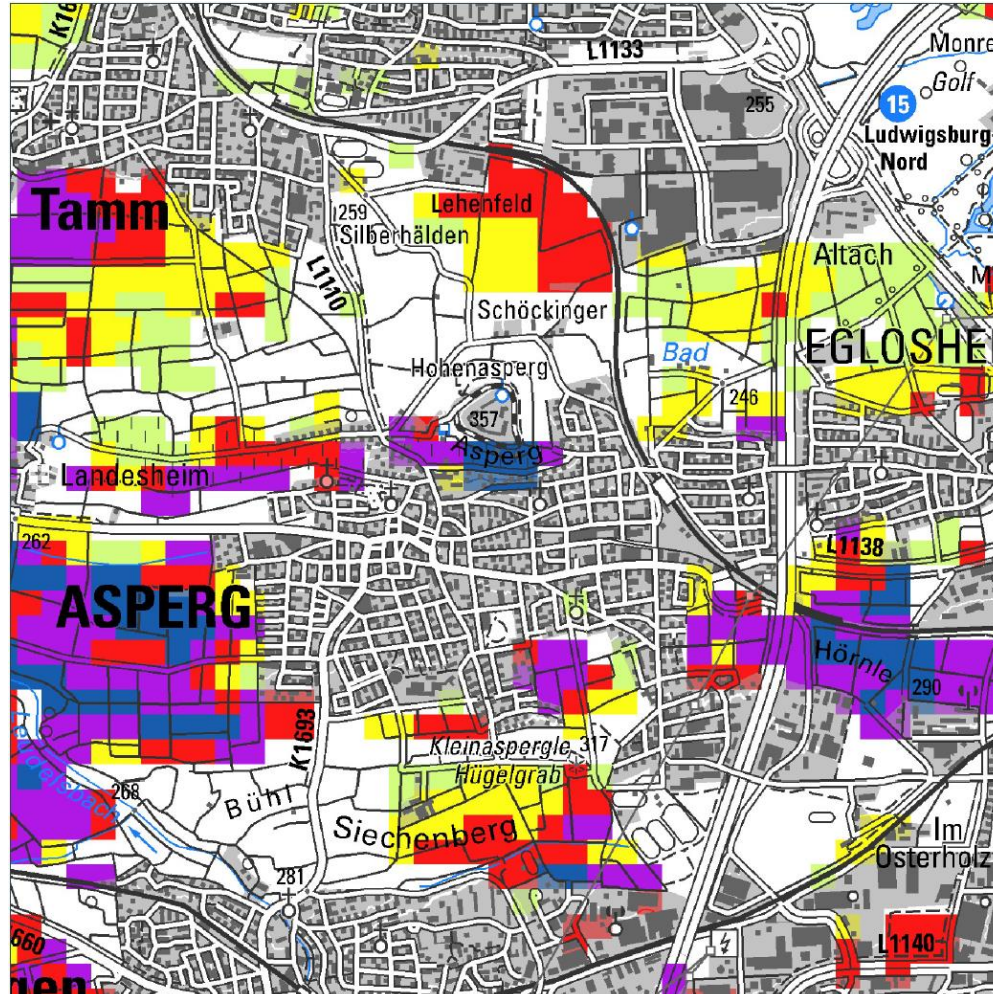 K16
L1133
Monre
Golf
255
15
Ludwigsburg-
Nord
Tamm
Lehenfeld
259
Silberhälden
Altach
L1110
M
Schöckinger
EGLOSHE
Hohenasperg
Bad
246
357
Asperg
Landesheim
262
L1138
ASPERG
Hörnle
290
K1693
Kleinaspergle
317
Hügelgrab
268
Bühl
Siechenberg
Im
Osterholz
281
660
L1140
gen